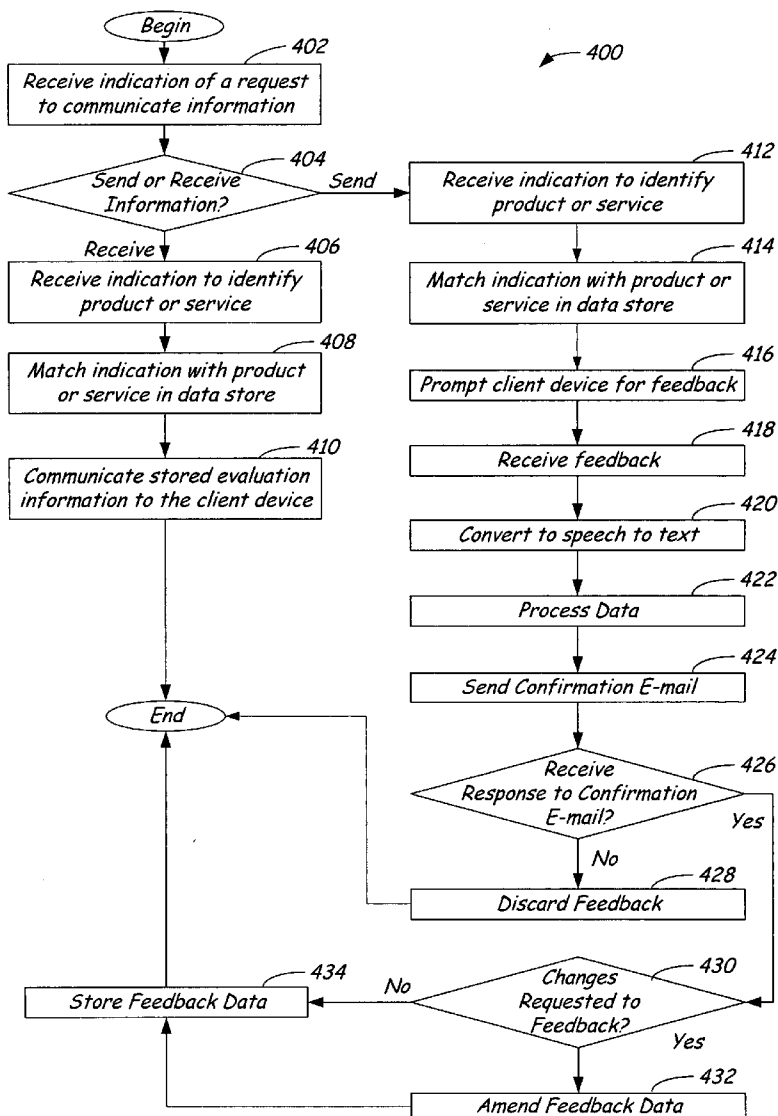 Begin
402
Receive indication of a request
to communicate information
400
404
Send or Receive
Information?
Send
Receive
406
Receive indication to identify
product or service
408
Match indication with product
or service in data store
410
Communicate stored evaluation
information to the client device
412
Receive indication to identify
product or service
414
Match indication with product or
service in data store
416
Prompt client device for feedback
418
Receive feedback
420
Convert to speech to text
422
Process Data
424
Send Confirmation E-mail
End
426
Receive
Response to Confirmation
E-mail?
Yes
No
428
Discard Feedback
430
Changes
Requested to
Feedback?
No
Yes
434
Store Feedback Data
432
Amend Feedback Data